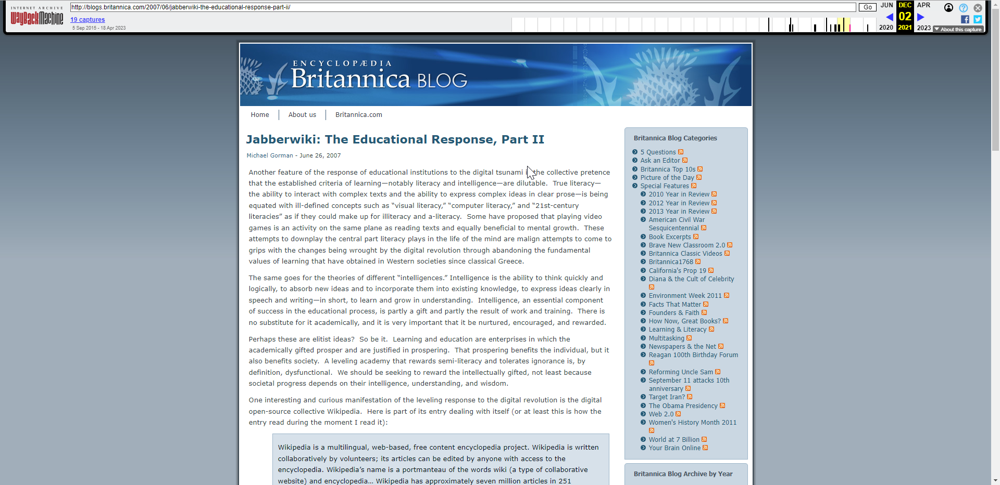 INTERNET ARCHIVE
WayBackMachine
http://blogs.britannica.com/2007/06/jabberwiki-the-educational-response-part-ii/
Go
19 captures
5 Sep 2015 - 18 Apr 2023
JUN DEC APR
02
2020 2021 2023
About this capture
ENCYCLOPÆDIA
Britannica BLOG
Home
About us
Britannica.com
Jabberwiki: The Educational Response, Part II
Michael Gorman - June 26, 2007
Another feature of the response of educational institutions to the digital tsunami the collective pretence
that the established criteria of learning—notably literacy and intelligence—are dilutable. True literacy—
the ability to interact with complex texts and the ability to express complex ideas in clear prose—is being
equated with ill-defined concepts such as “visual literacy,” “computer literacy,” and “21st-century
literacies” as if they could make up for illiteracy and a-literacy. Some have proposed that playing video
games is an activity on the same plane as reading texts and equally beneficial to mental growth. These
attempts to downplay the central part literacy plays in the life of the mind are malign attempts to come to
grips with the changes being wrought by the digital revolution through abandoning the fundamental
values of learning that have obtained in Western societies since classical Greece.
The same goes for the theories of different “intelligences.” Intelligence is the ability to think quickly and
logically, to absorb new ideas and to incorporate them into existing knowledge, to express ideas clearly in
speech and writing—in short, to learn and grow in understanding. Intelligence, an essential component
of success in the educational process, is partly a gift and partly the result of work and training. There is
no substitute for it academically, and it is very important that it be nurtured, encouraged, and rewarded.
Perhaps these are elitist ideas? So be it. Learning and education are enterprises in which the
academically gifted prosper and are justified in prospering. That prospering benefits the individual, but it
also benefits society. A leveling academy that rewards semi-literacy and tolerates ignorance is, by
definition, dysfunctional. We should be seeking to reward the intellectually gifted, not least because
societal progress depends on their intelligence, understanding, and wisdom.
One interesting and curious manifestation of the leveling response to the digital revolution is the digital
open-source collective Wikipedia. Here is part of its entry dealing with itself (or at least this is how the
entry read during the moment I read it):
Wikipedia is a multilingual, web-based, free content encyclopedia project. Wikipedia is written
collaboratively by volunteers; its articles can be edited by anyone with access to the
encyclopedia. Wikipedia’s name is a portmanteau of the words wiki (a type of collaborative
website) and encyclopedia... Wikipedia has approximately seven million articles in 251
Britannica Blog Categories
5 Questions
Ask an Editor
Britannica Top 10s
Picture of the Day
Special Features
2010 Year in Review
2012 Year in Review
2013 Year in Review
American Civil War
Sesquicentennial
Book Excerpts
Brave New Classroom 2.0
Britannica Classic Videos
Britannica1768
California's Prop 19
Diana & the Cult of Celebrity
Environment Week 2011
Facts That Matter
Founders & Faith
How Now, Great Books?
Learning & Literacy
Multitasking
Newspapers & the Net
Reagan 100th Birthday Forum
Reforming Uncle Sam
September 11 attacks 10th
anniversary
Target Iran?
The Obama Presidency
Web 2.0
Women's History Month 2011
World at 7 Billion
Your Brain Online
Britannica Blog Archive by Year